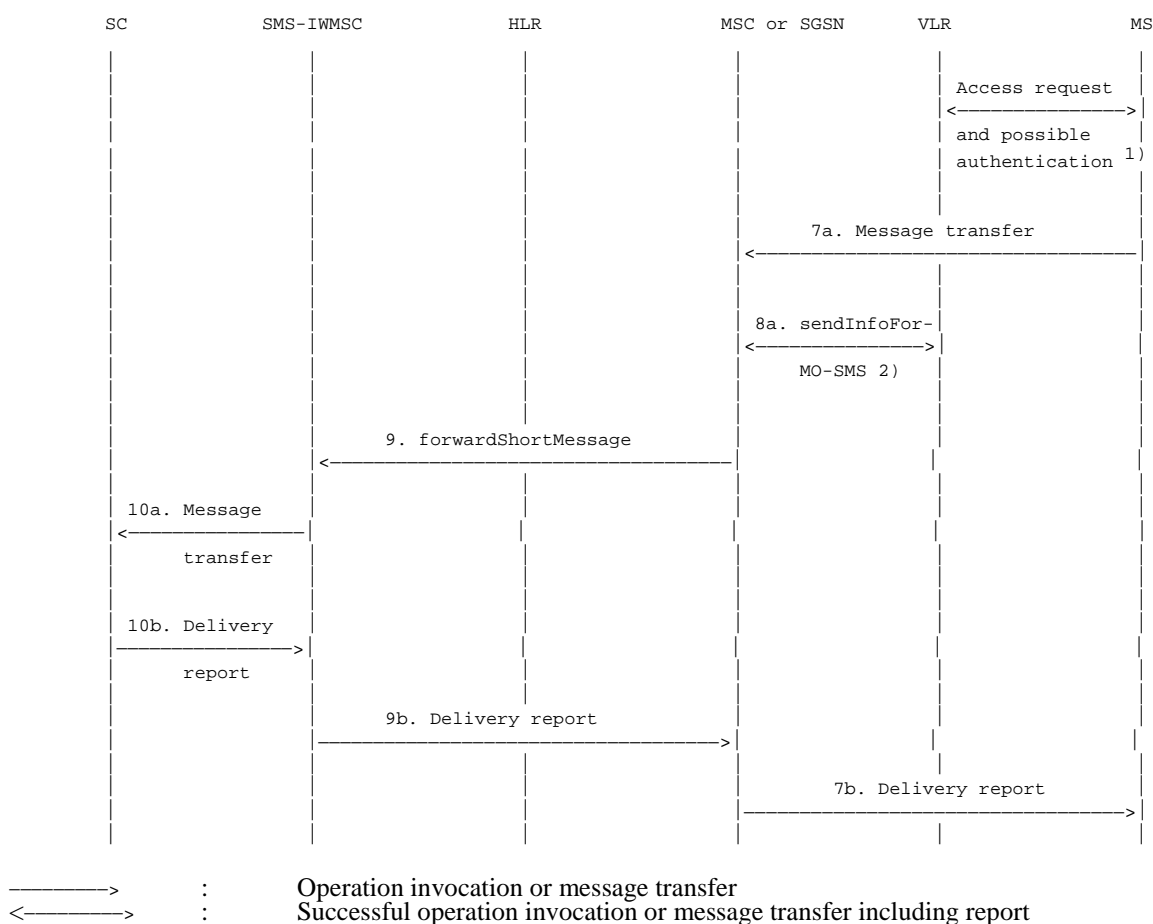 SC SMS-IWMSC HLR MSC or SGSN VLR MS
Access request
and possible
authentication 1)
7a. Message transfer
8a. sendInfoFor-
MO-SMS 2)
9. forwardShortMessage
10a. Message
transfer
10b. Delivery
report
9b. Delivery report
7b. Delivery report
: Operation invocation or message transfer
: Successful operation invocation or message transfer including report